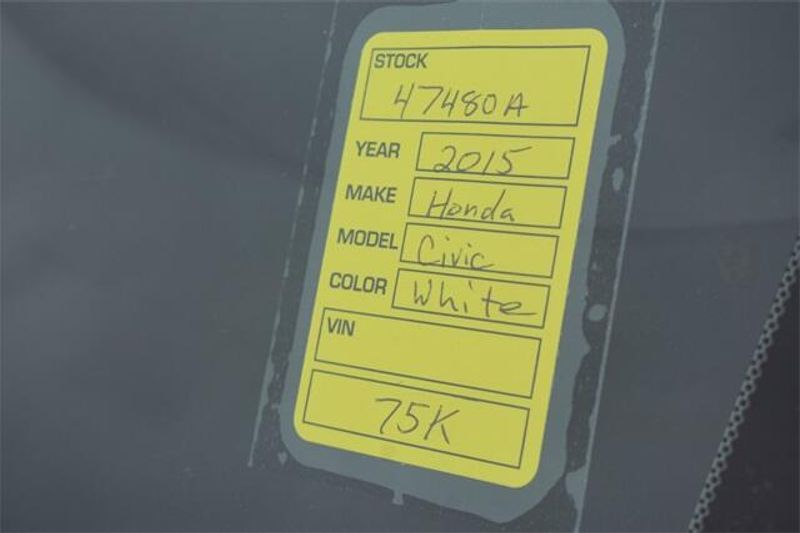 STOCK
47480A
YEAR 2015
MAKE Honda
MODEL Civic
COLOR White
VIN
75K